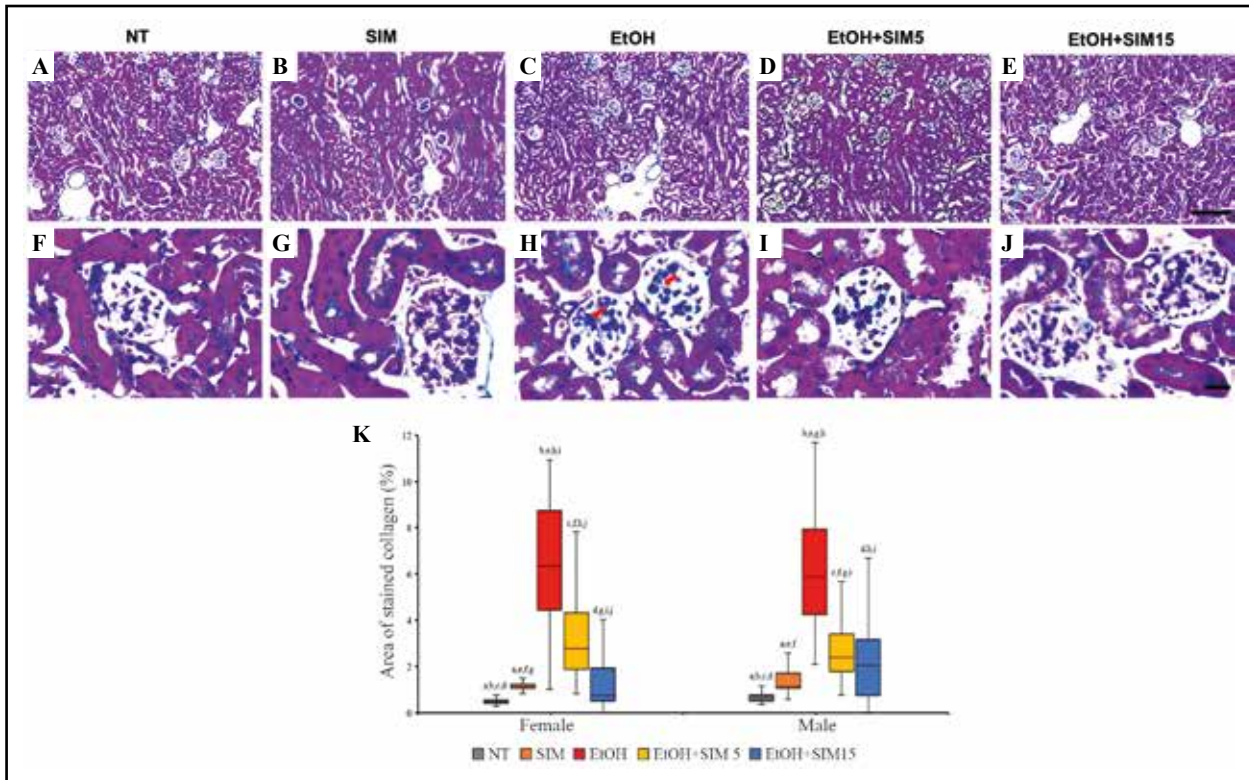 NT SIM EtOH EtOH+SIM5 EtOH+SIM15
A B C D E
F G H I J
K
Area of stained collagen (%)
12
10
8
6
4
2
0
a,b,c,d a,e,f,g d,g,i,j
a,b,c,d a,e,f
Female Male
NT SIM EtOH EtOH+SIM 5 EtOH+SIM15